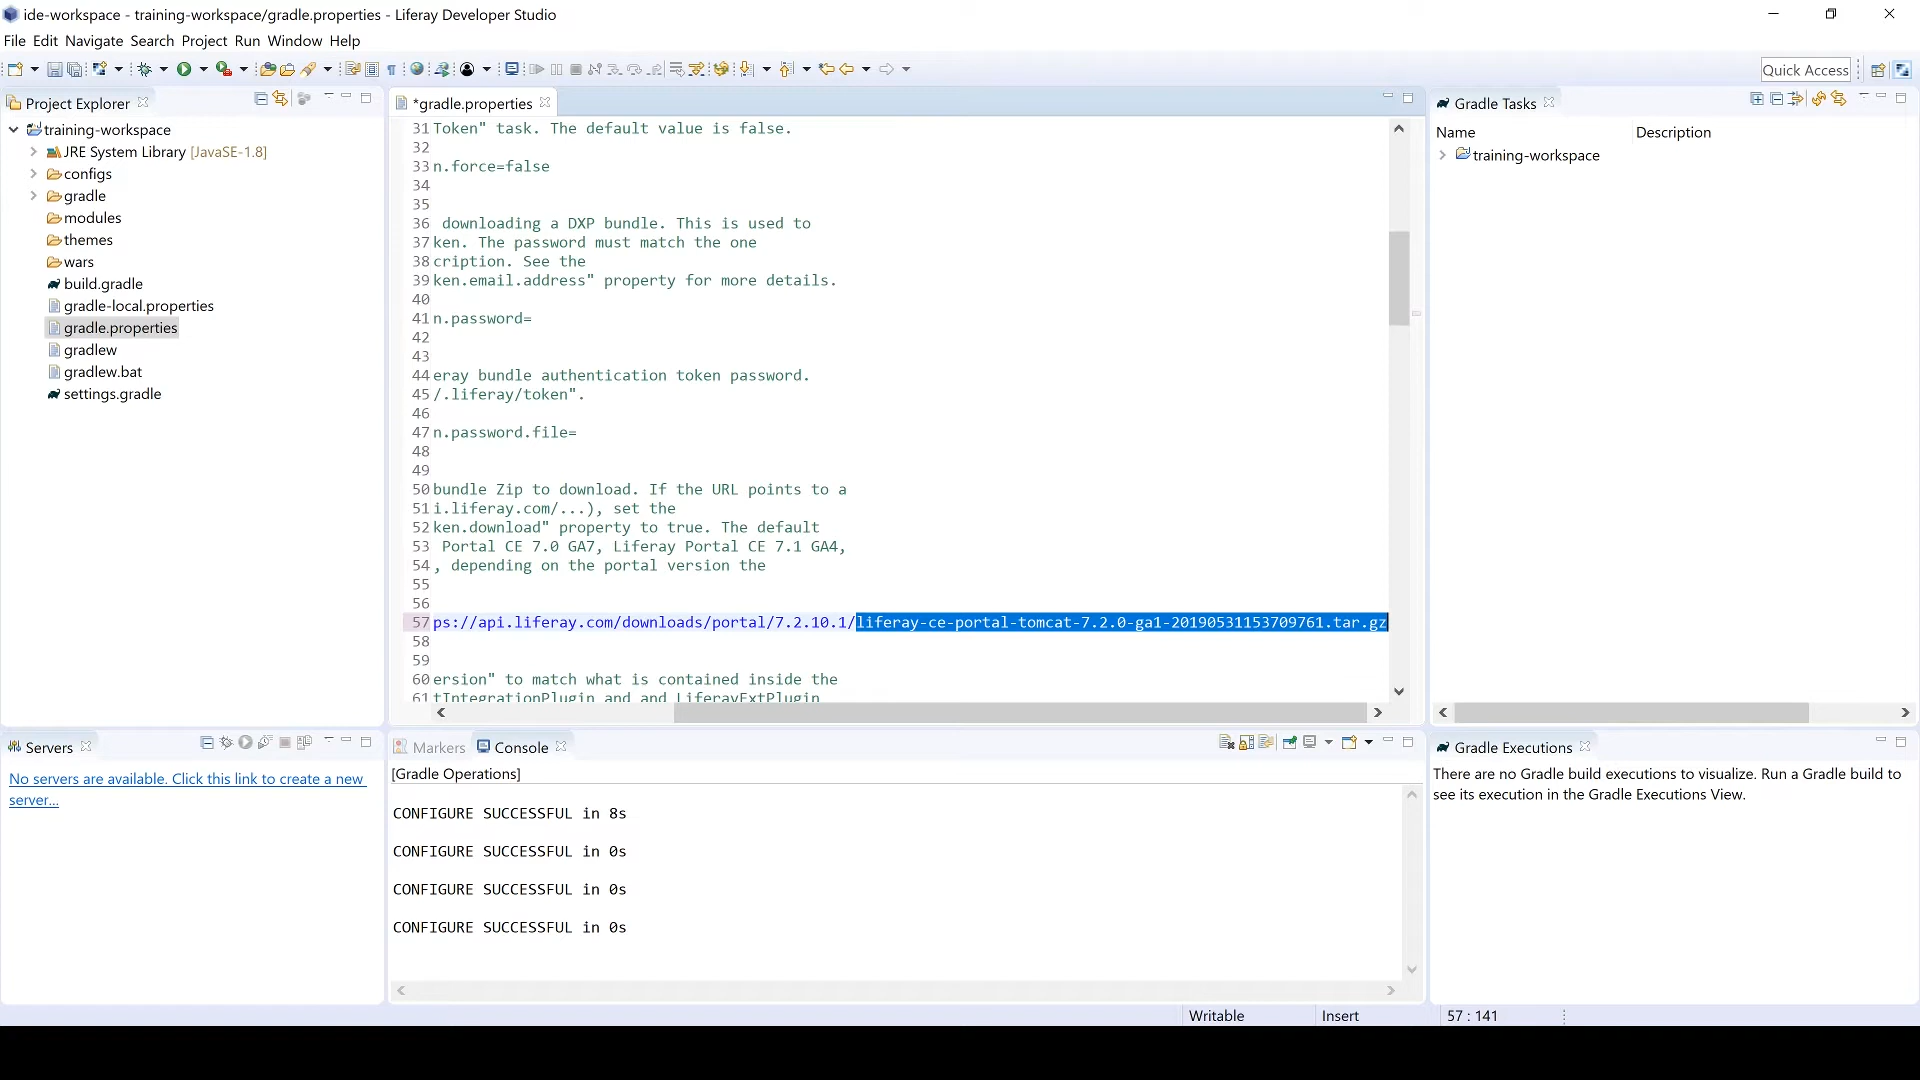 ide-workspace - training-workspace/gradle.properties - Liferay Developer Studio
File Edit Navigate Search Project Run Window Help
Quick Access
Project Explorer
training-workspace
JRE System Library [JavaSE-1.8]
configs
gradle
modules
themes
wars
build.gradle
gradle-local.properties
gradle.properties
gradlew
gradlew.bat
settings.gradle
*gradle.properties
31 Token" task. The default value is false.
32
33 n.force=false
34
35
36 downloading a DXP bundle. This is used to
37 ken. The password must match the one
38 cription. See the
39 ken.email.address" property for more details.
40
41 n.password=
42
43
44 eray bundle authentication token password.
45 /.liferay/token".
46
47 n.password.file=
48
49
50 bundle Zip to download. If the URL points to a
51 i.liferay.com/...), set the
52 ken.download" property to true. The default
53 Portal CE 7.0 GA7, Liferay Portal CE 7.1 GA4,
54 , depending on the portal version the
55
56
57 ps://api.liferay.com/downloads/portal/7.2.10.1/liferay-ce-portal-tomcat-7.2.0-ga1-20190531153709761.tar.gz
58
59
60 ersion" to match what is contained inside the
61 tIntegrationPlugin and and LiferayExtPlugin
Gradle Tasks
Name Description
training-workspace
Servers
No servers are available. Click this link to create a new
server...
Markers Console
[Gradle Operations]
CONFIGURE SUCCESSFUL in 8s
CONFIGURE SUCCESSFUL in 0s
CONFIGURE SUCCESSFUL in 0s
CONFIGURE SUCCESSFUL in 0s
Gradle Executions
There are no Gradle build executions to visualize. Run a Gradle build to
see its execution in the Gradle Executions View.
Writable Insert 57 : 141